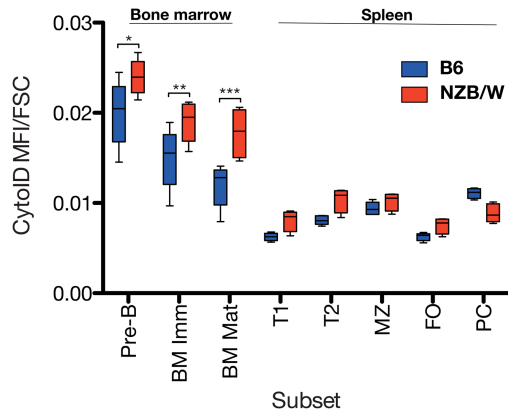 Bone marrow
Spleen
0.03
0.02
0.01
0.00
CytoID MFI/FSC
*
**
***
B6
NZB/W
Pre-B
BM Imm
BM Mat
T1
T2
MZ
FO
PC
Subset